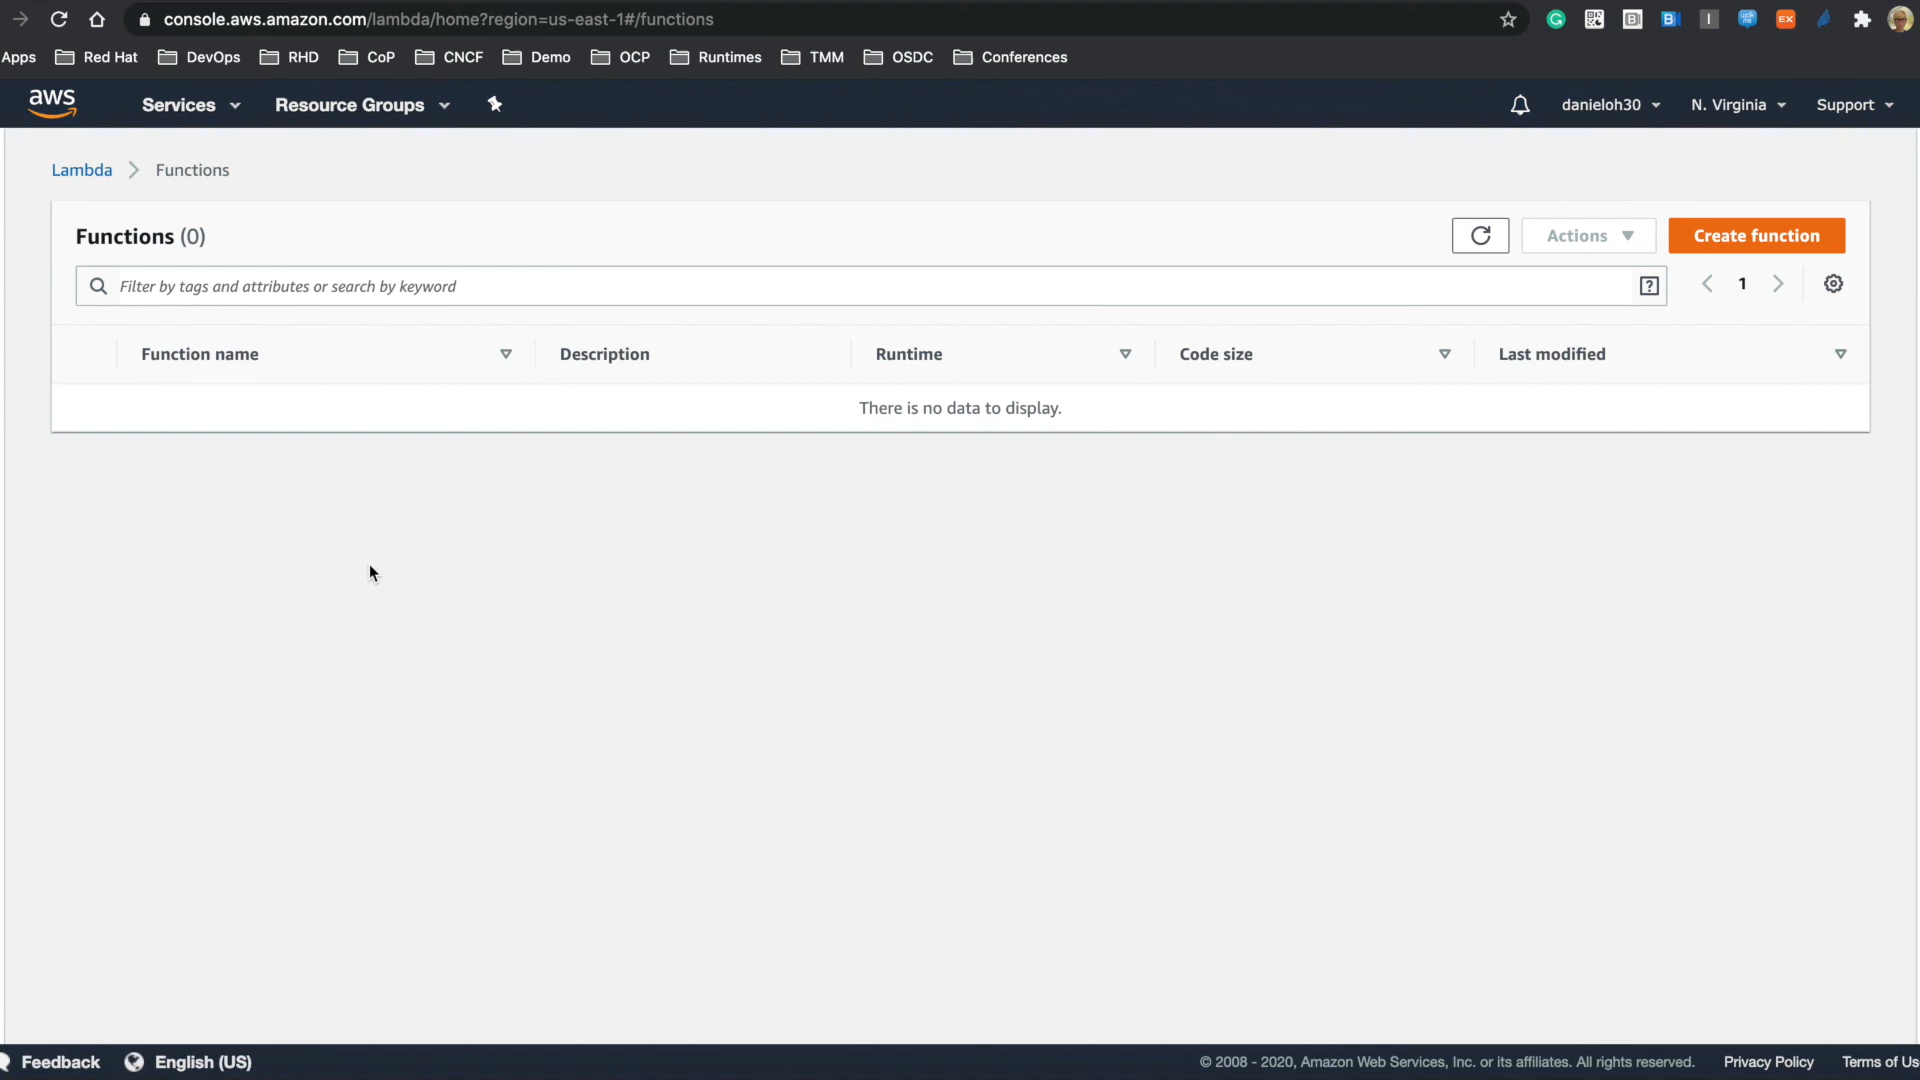 console.aws.amazon.com/lambda/home?region=us-east-1#/functions
Apps Red Hat DevOps RHD CoP CNCF Demo OCP Runtimes TMM OSDC Conferences
aws Services Resource Groups danieloh30 N. Virginia Support
Lambda Functions
Functions (0) Actions Create function
Filter by tags and attributes or search by keyword 1
Function name Description Runtime Code size Last modified
There is no data to display.
Feedback English (US) © 2008 - 2020, Amazon Web Services, Inc. or its affiliates. All rights reserved. Privacy Policy Terms of Us